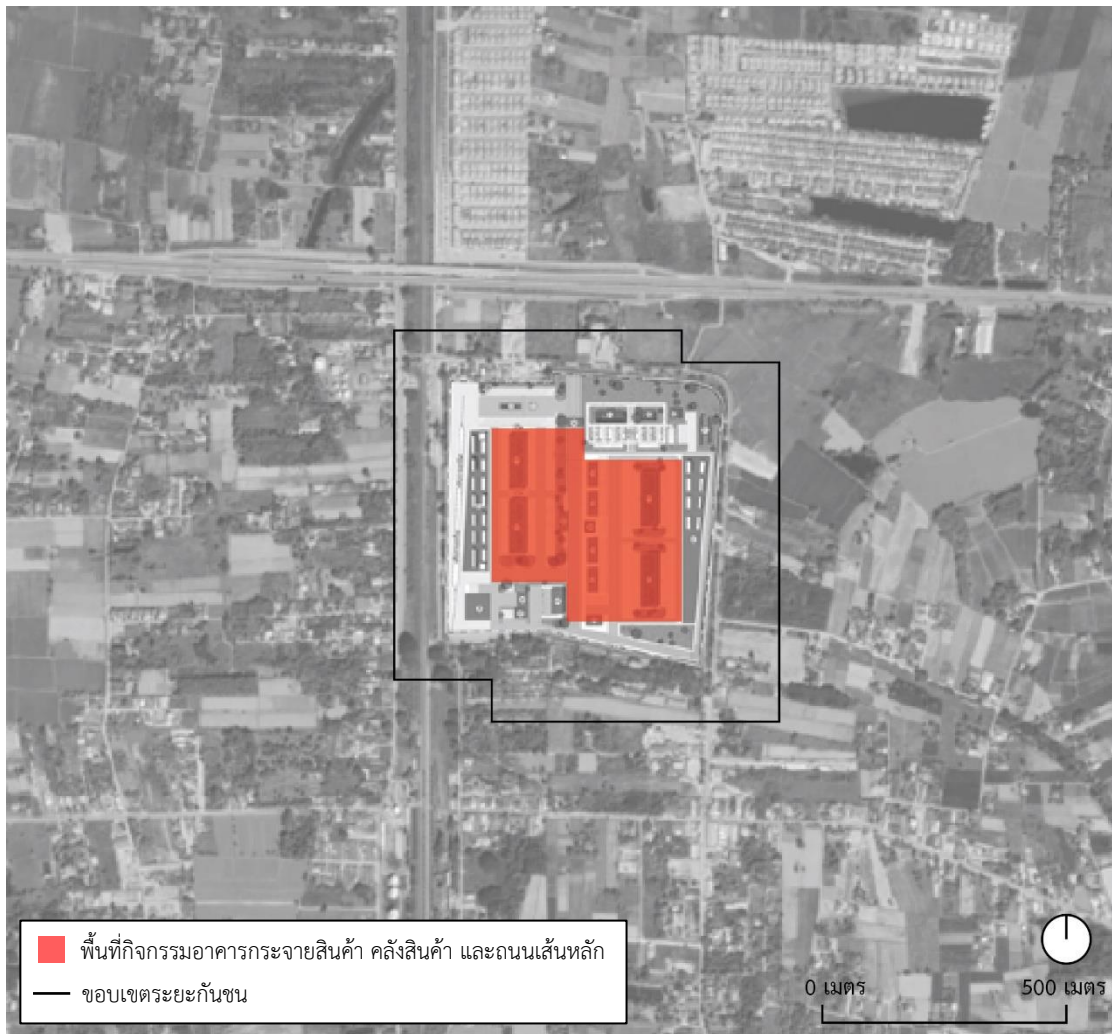 พื้นที่กิจกรรมอาคารกระจายสินค้า คลังสินค้า และถนนเส้นหลัก
ขอบเขตระยะกันชน
0 เมตร 500 เมตร